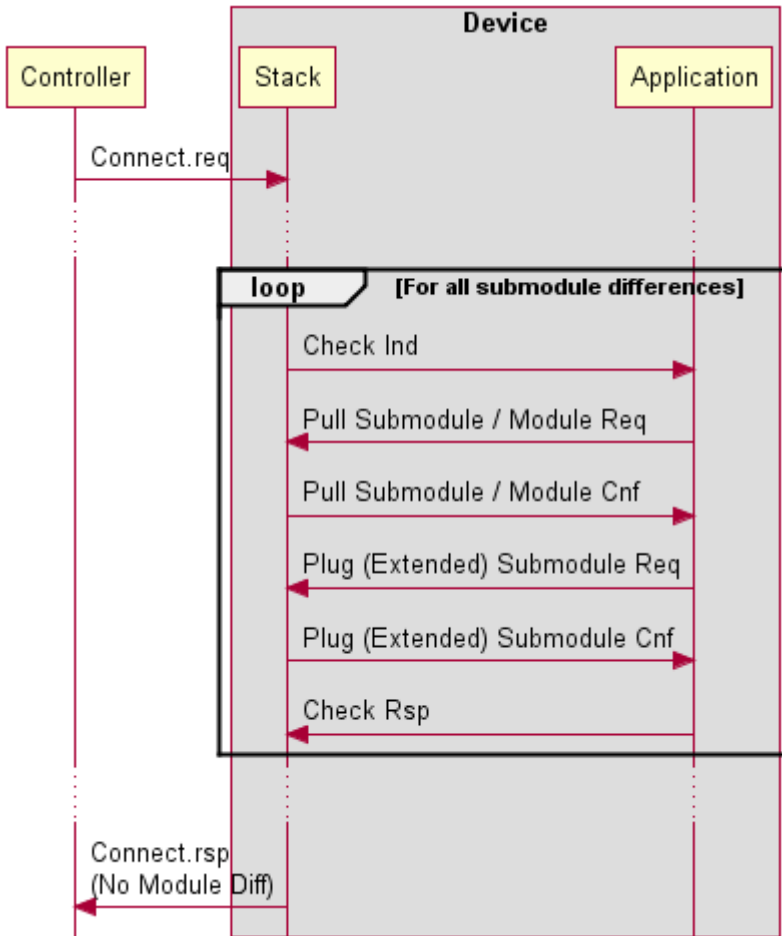 Device
Controller
Stack
Application
Connect.req
loop
[For all submodule differences]
Check Ind
Pull Submodule / Module Req
Pull Submodule / Module Cnf
Plug (Extended) Submodule Req
Plug (Extended) Submodule Cnf
Check Rsp
Connect.rsp
(No Module Diff)